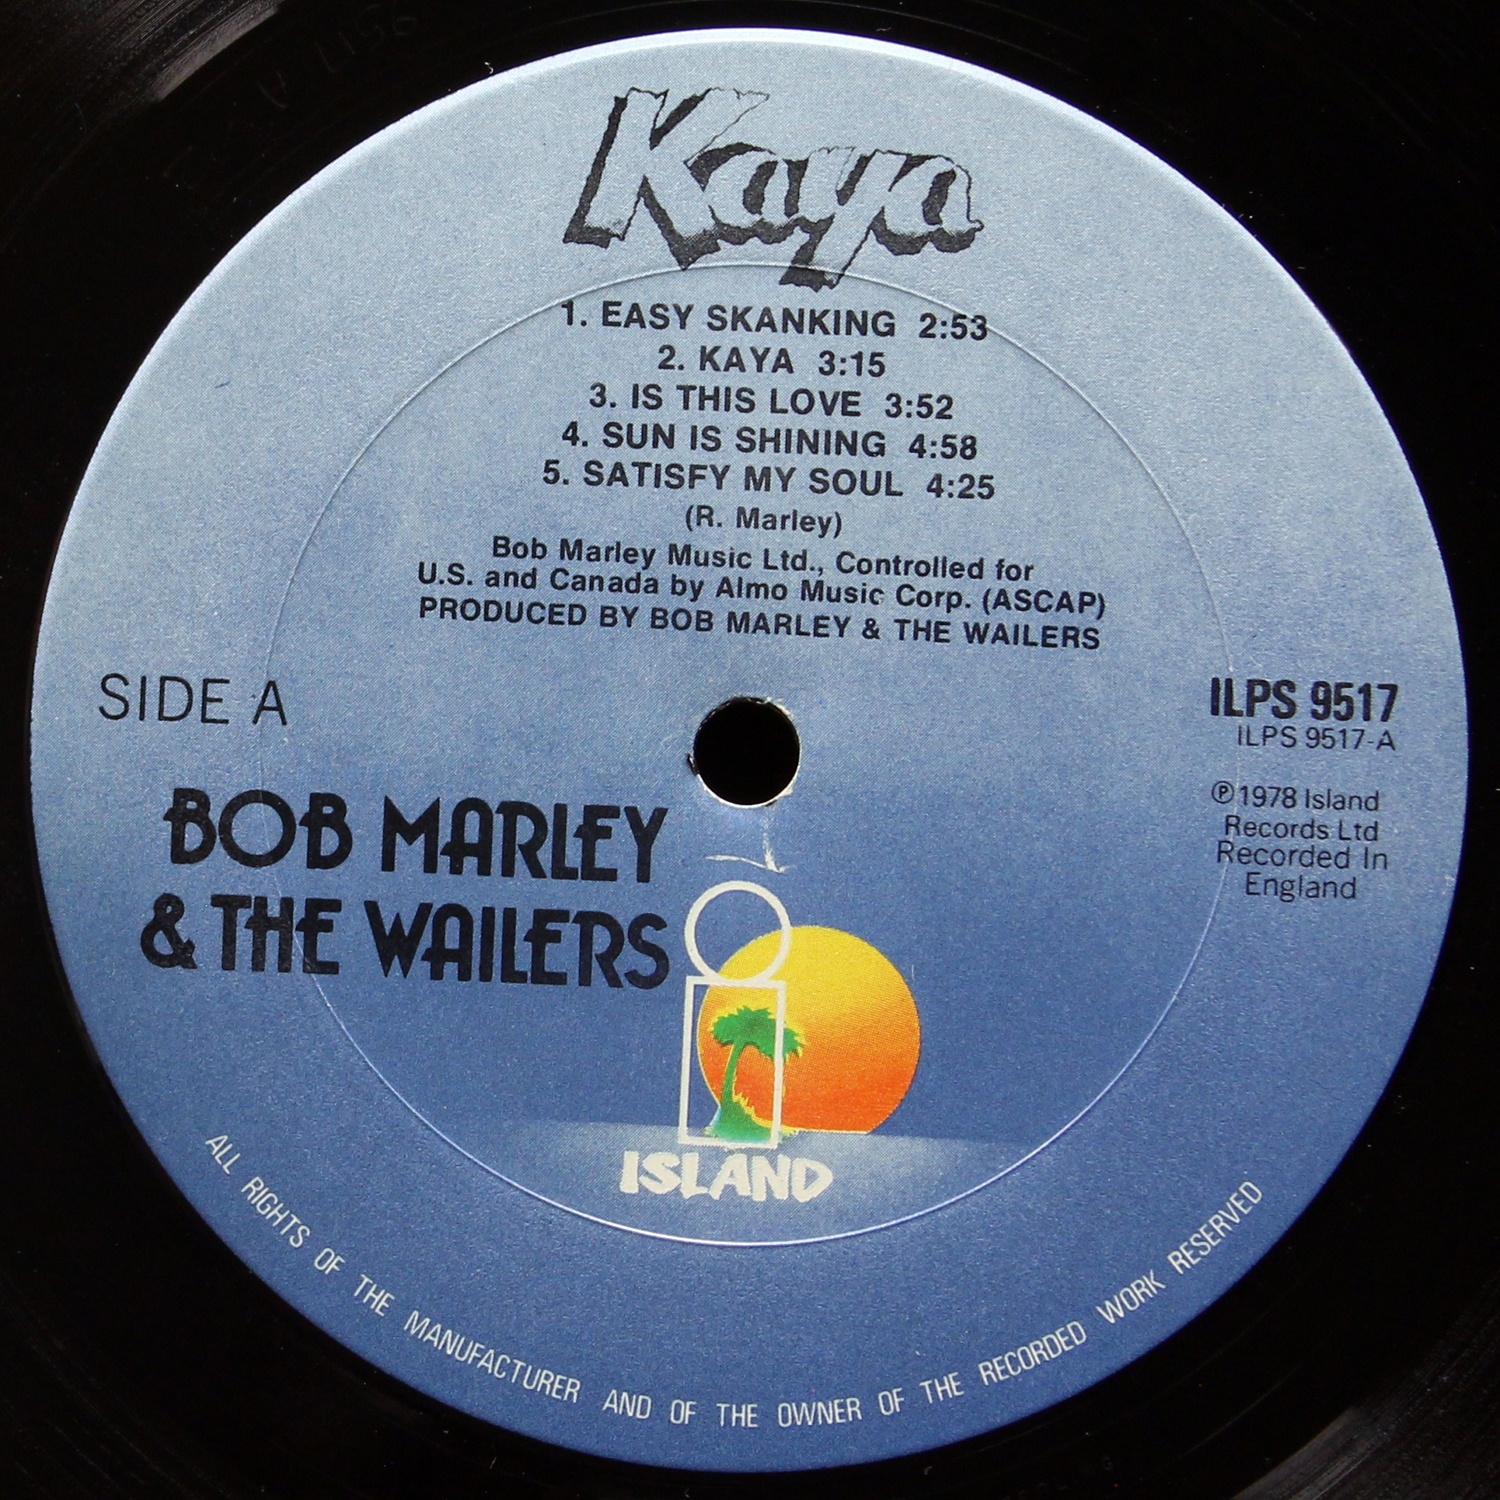 Kaya
1. EASY SKANKING 2:53
2. KAYA 3:15
3. IS THIS LOVE 3:52
4. SUN IS SHINING 4:58
5. SATISFY MY SOUL 4:25
(R. Marley)
Bob Marley Music Ltd., Controlled for
U.S. and Canada by Almo Music Corp. (ASCAP)
PRODUCED BY BOB MARLEY & THE WAILERS
SIDE A
ILPS 9517
ILPS 9517-A
℗1978 Island
Records Ltd
Recorded In
England
BOB MARLEY
& THE WAILERS
i
ISLAND
ALL RIGHTS OF THE MANUFACTURER AND OF THE OWNER OF THE RECORDED WORK RESERVED